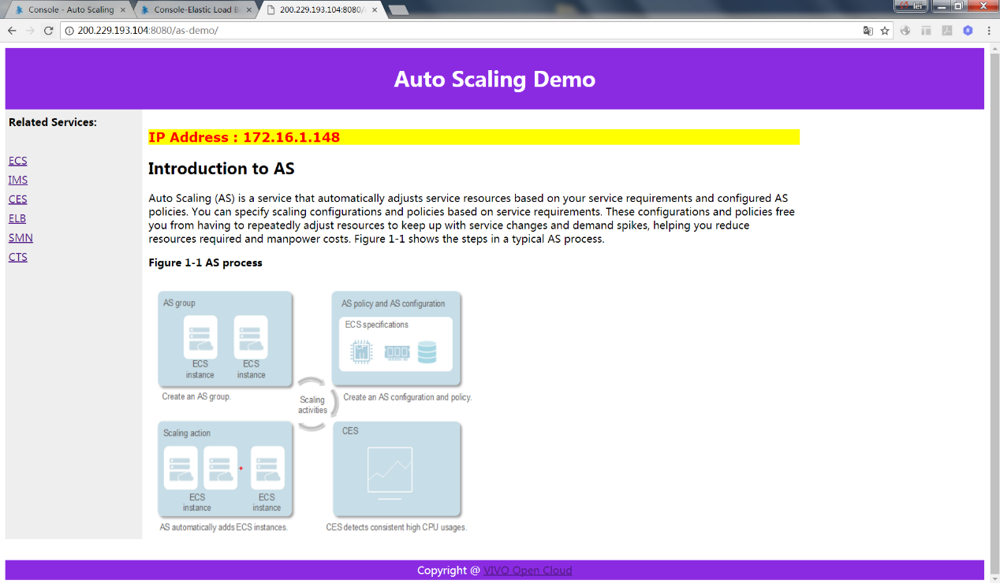 Console - Auto Scaling
Console-Elastic Load B
200.229.193.104:8080/
lei
200.229.193.104:8080/as-demo/
Auto Scaling Demo
Related Services:
ECS
IMS
CES
ELB
SMN
CTS
IP Address : 172.16.1.148
Introduction to AS
Auto Scaling (AS) is a service that automatically adjusts service resources based on your service requirements and configured AS
policies. You can specify scaling configurations and policies based on service requirements. These configurations and policies free
you from having to repeatedly adjust resources to keep up with service changes and demand spikes, helping you reduce
resources required and manpower costs. Figure 1-1 shows the steps in a typical AS process.
Figure 1-1 AS process
AS group
ECS
instance
ECS
instance
Create an AS group.
AS policy and AS configuration
ECS specifications
Create an AS configuration and policy.
Scaling
activities
Scaling action
+
ECS
instance
ECS
instance
AS automatically adds ECS instances.
CES
CES detects consistent high CPU usages.
Copyright @ VIVO Open Cloud